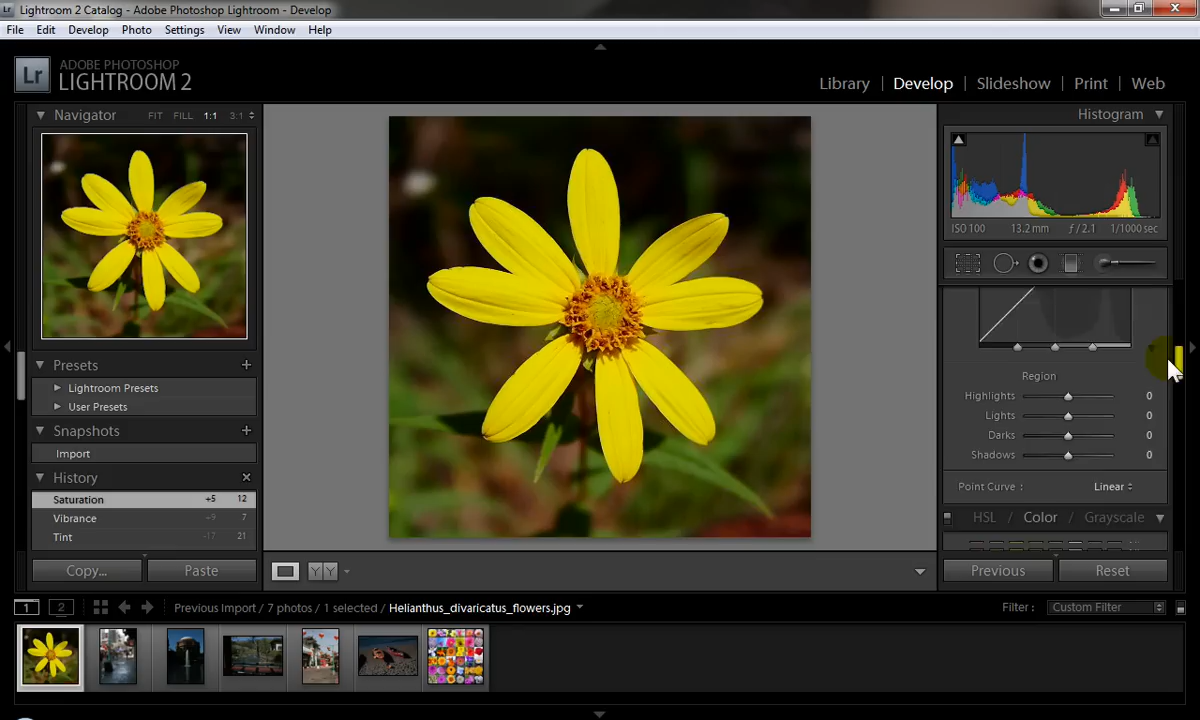 Lr Lightroom 2 Catalog - Adobe Photoshop Lightroom - Develop
File Edit Develop Photo Settings View Window Help
Lr ADOBE PHOTOSHOP
LIGHTROOM 2
Library | Develop | Slideshow | Print | Web
Navigator FIT FILL 1:1 3:1
Presets +
Lightroom Presets
User Presets
Snapshots +
Import
History ×
Saturation +5 12
Vibrance +9 7
Tint -17 21
Copy... Paste
Y Y
Histogram
ISO 100 13.2 mm ƒ / 2.1 1/1000 sec
Region
Highlights 0
Lights 0
Darks 0
Shadows 0
Point Curve : Linear
HSL / Color / Grayscale
Previous Reset
1 2 Previous Import / 7 photos / 1 selected / Helianthus_divaricatus_flowers.jpg Filter : Custom Filter